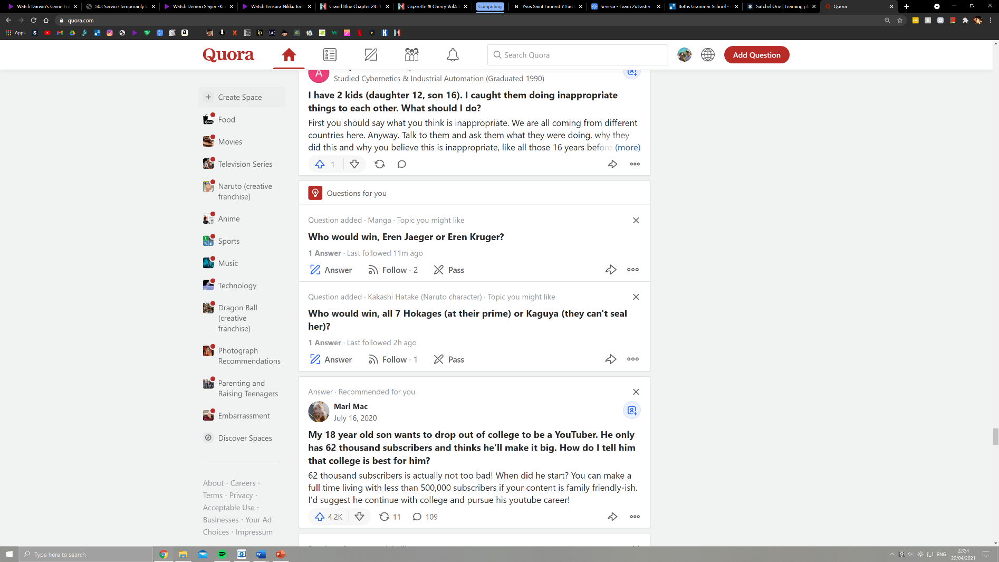 Watch Darwin's Game En
503 Service Temporarily U
Watch Demon Slayer -Kin
Watch Tensura Nikki: Ten
Grand Blue Chapter 24 : 
Cigarette & Cherry Vol.5 C
Computing
Yves Saint Laurent Y Eau
Seneca - Learn 2x Faster
Beths Grammar School -
Satchel One | Learning pl
Quora
quora.com
Apps
Quora
Search Quora
Add Question
Studied Cybernetics & Industrial Automation (Graduated 1990)
I have 2 kids (daughter 12, son 16). I caught them doing inappropriate
things to each other. What should I do?
First you should say what you think is inappropriate. We are all coming from different
countries here. Anyway. Talk to them and ask them what they were doing, why they
did this and why you believe this is inappropriate, like all those 16 years before (more)
1
Create Space
Food
Movies
Television Series
Naruto (creative
franchise)
Anime
Sports
Music
Technology
Dragon Ball
(creative
franchise)
Photograph
Recommendations
Parenting and
Raising Teenagers
Embarrassment
Discover Spaces
About · Careers ·
Terms · Privacy ·
Acceptable Use ·
Businesses · Your Ad
Choices · Impressum
Questions for you
Question added · Manga · Topic you might like
Who would win, Eren Jaeger or Eren Kruger?
1 Answer · Last followed 11m ago
Answer Follow · 2 Pass
Question added · Kakashi Hatake (Naruto character) · Topic you might like
Who would win, all 7 Hokages (at their prime) or Kaguya (they can't seal
her)?
1 Answer · Last followed 2h ago
Answer Follow · 1 Pass
Answer · Recommended for you
Mari Mac
July 16, 2020
My 18 year old son wants to drop out of college to be a YouTuber. He only
has 62 thousand subscribers and thinks he’ll make it big. How do I tell him
that college is best for him?
62 thousand subscribers is actually not too bad! When did he start? You can make a
full time living with less than 500,000 subscribers if your content is family friendly-ish.
I’d suggest he continue with college and pursue his youtube career!
4.2K 11 109
Type here to search
ENG
22:54
29/04/2021